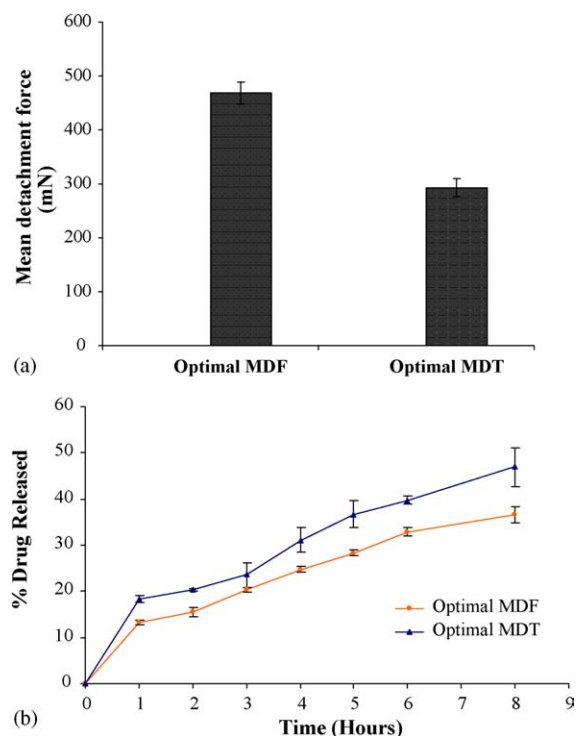 600
500
400
300
200
100
0
Mean detachment force
(mN)
Optimal MDF
Optimal MDT
(a)
60
50
40
30
20
10
0
% Drug Released
Optimal MDF
Optimal MDT
0 1 2 3 4 5 6 7 8 9
Time (Hours)
(b)